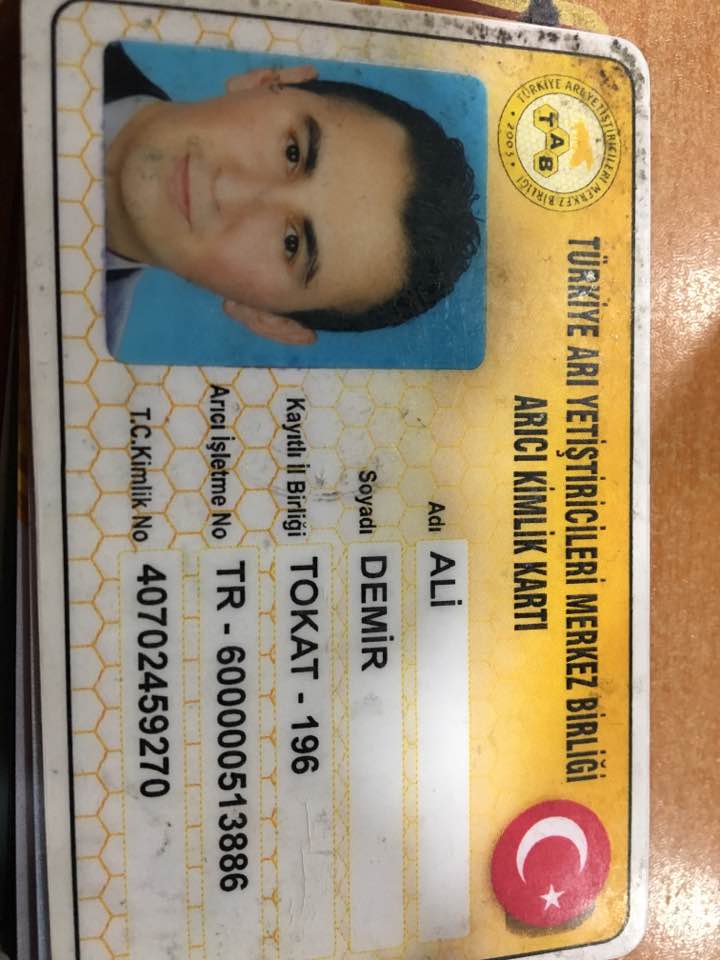 TÜRKİYE ARI YETİŞTİRİCİLERİ MERKEZ BİRLİĞİ
• 2003 •
TAB
TÜRKİYE ARI YETİŞTİRİCİLERİ MERKEZ BİRLİĞİ
ARICI KİMLİK KARTI
Adı ALİ
Soyadı DEMİR
Kayıtlı İl Birliği TOKAT - 196
Arıcı İşletme No TR - 600000513886
T.C.Kimlik No 40702459270